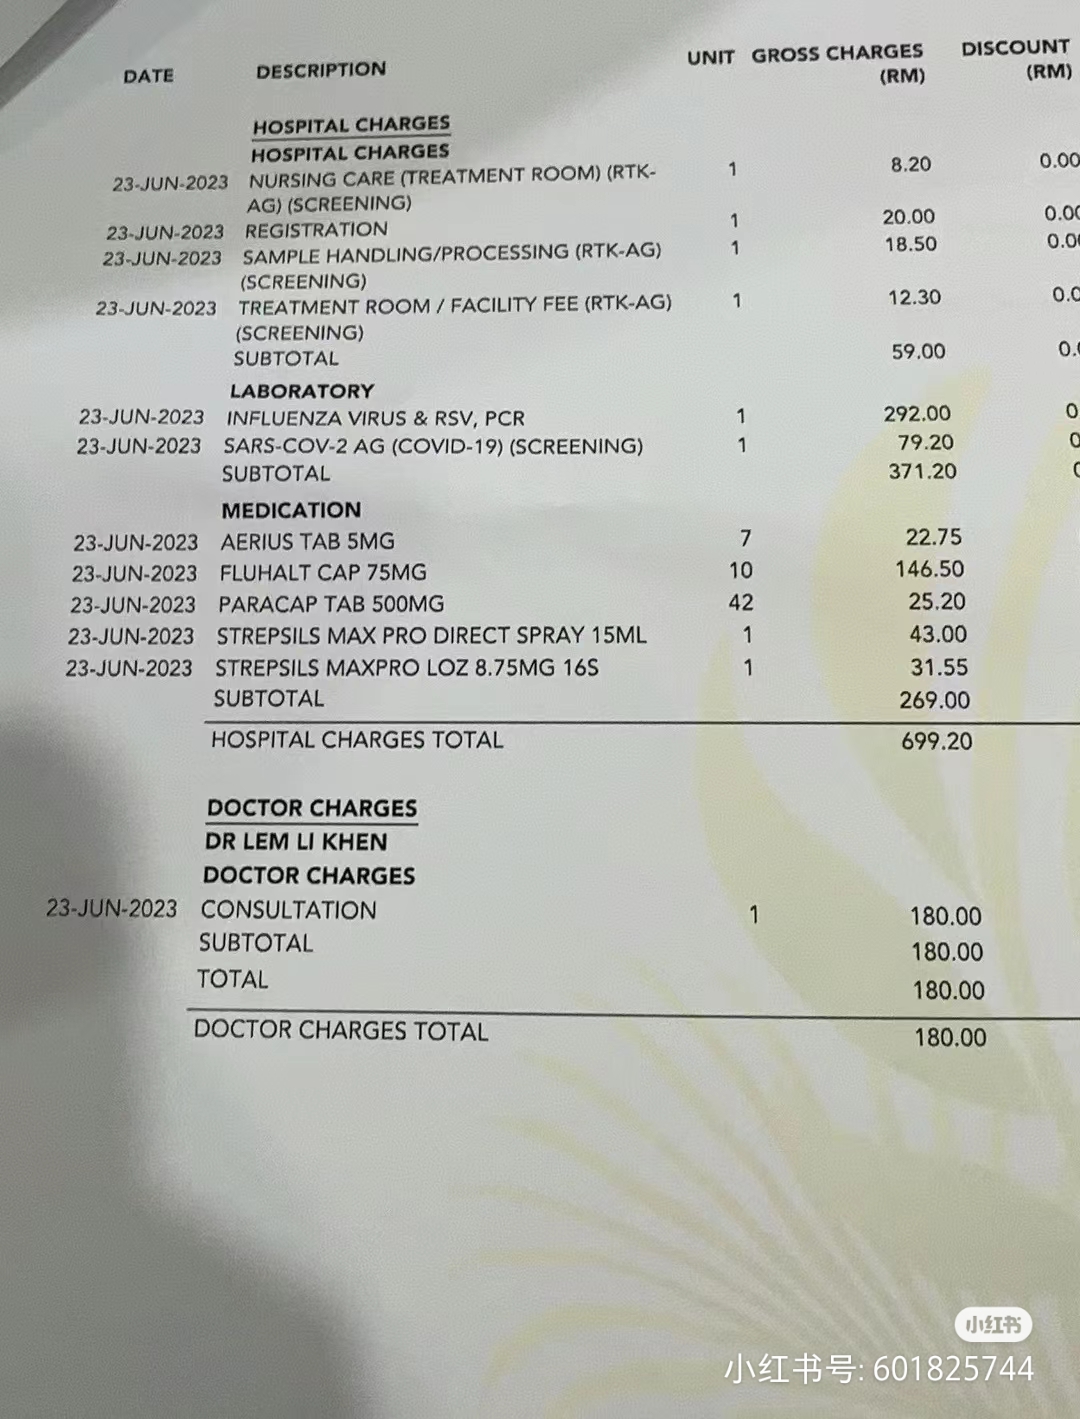 DATE DESCRIPTION UNIT GROSS CHARGES (RM) DISCOUNT (RM)
HOSPITAL CHARGES
HOSPITAL CHARGES
23-JUN-2023 NURSING CARE (TREATMENT ROOM) (RTK- 1 8.20 0.00
AG) (SCREENING)
23-JUN-2023 REGISTRATION 1 20.00 0.00
23-JUN-2023 SAMPLE HANDLING/PROCESSING (RTK-AG) 1 18.50 0.00
(SCREENING)
23-JUN-2023 TREATMENT ROOM / FACILITY FEE (RTK-AG) 1 12.30 0.0
(SCREENING)
SUBTOTAL 59.00 0.
LABORATORY
23-JUN-2023 INFLUENZA VIRUS & RSV, PCR 1 292.00 0
23-JUN-2023 SARS-COV-2 AG (COVID-19) (SCREENING) 1 79.20 0
SUBTOTAL 371.20
MEDICATION
23-JUN-2023 AERIUS TAB 5MG 7 22.75
23-JUN-2023 FLUHALT CAP 75MG 10 146.50
23-JUN-2023 PARACAP TAB 500MG 42 25.20
23-JUN-2023 STREPSILS MAX PRO DIRECT SPRAY 15ML 1 43.00
23-JUN-2023 STREPSILS MAXPRO LOZ 8.75MG 16S 1 31.55
SUBTOTAL 269.00
HOSPITAL CHARGES TOTAL 699.20
DOCTOR CHARGES
DR LEM LI KHEN
DOCTOR CHARGES
23-JUN-2023 CONSULTATION 1 180.00
SUBTOTAL 180.00
TOTAL 180.00
DOCTOR CHARGES TOTAL 180.00
小红书
小红书号: 601825744